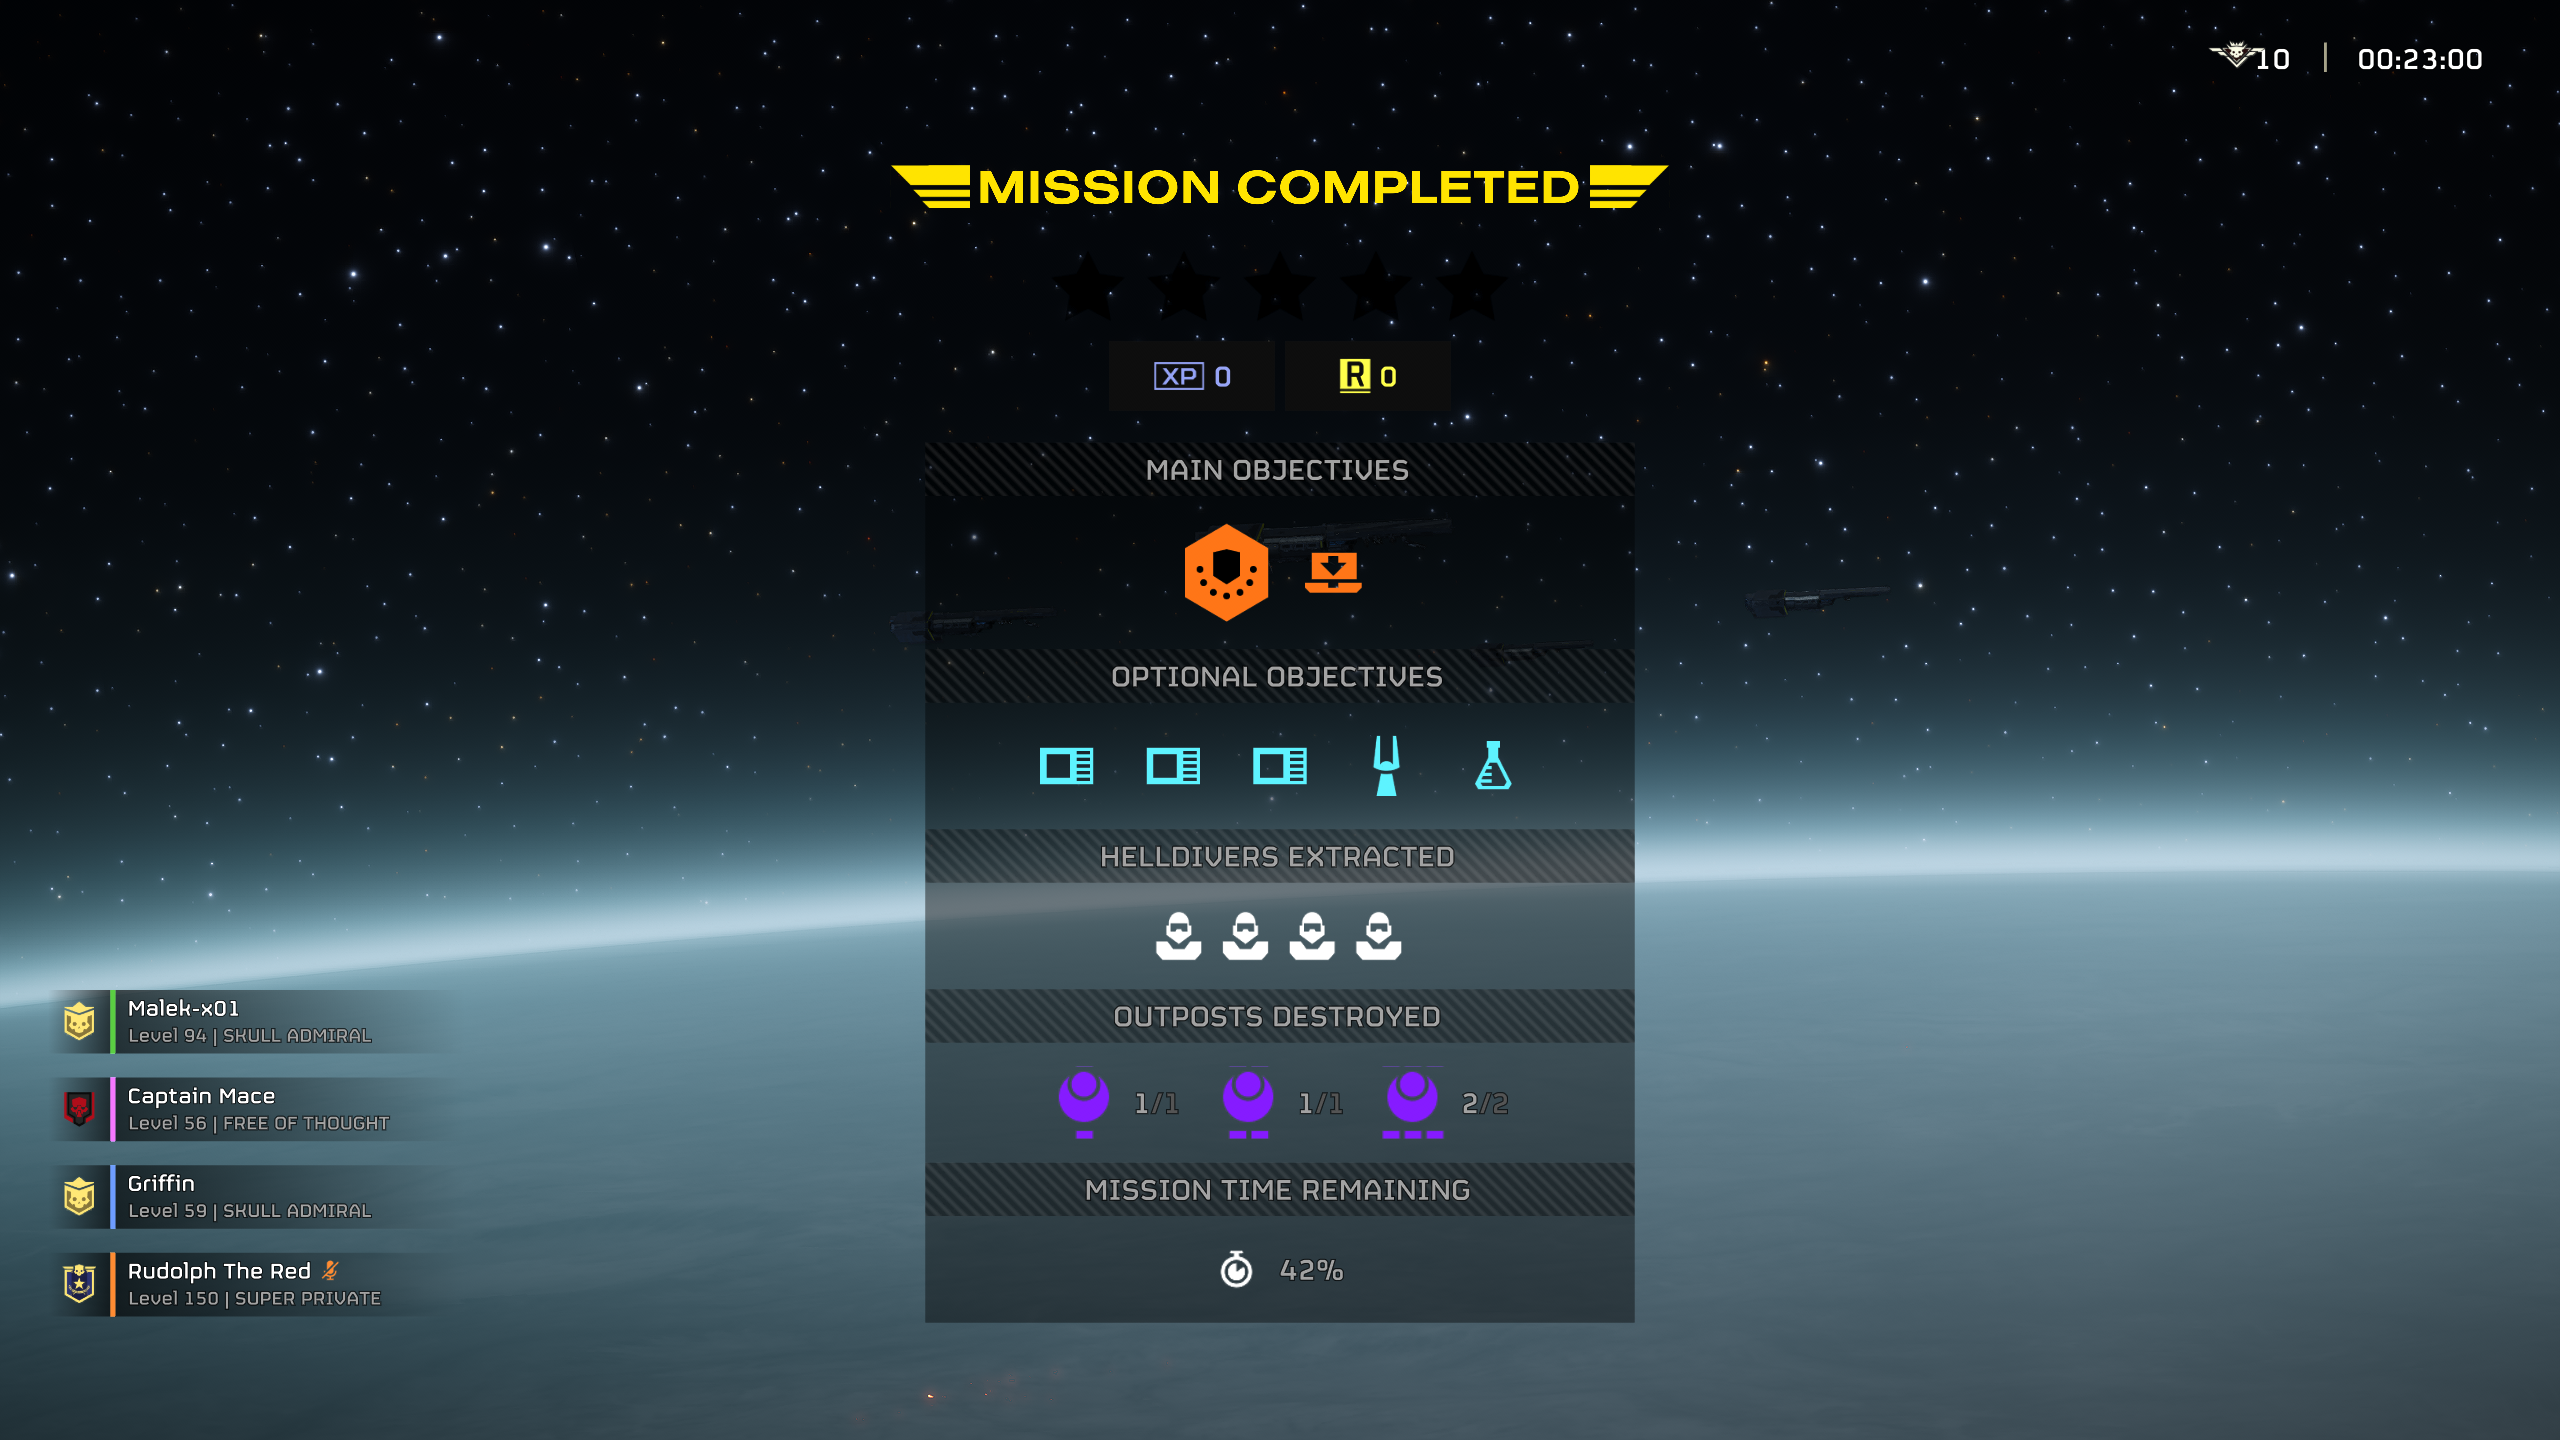 10 | 00:23:00
MISSION COMPLETED
XP 0
R 0
MAIN OBJECTIVES
OPTIONAL OBJECTIVES
HELLDIVERS EXTRACTED
OUTPOSTS DESTROYED
1/1 1/1 2/2
MISSION TIME REMAINING
42%
Malek-x01
Level 94 | SKULL ADMIRAL
Captain Mace
Level 56 | FREE OF THOUGHT
Griffin
Level 59 | SKULL ADMIRAL
Rudolph The Red
Level 150 | SUPER PRIVATE